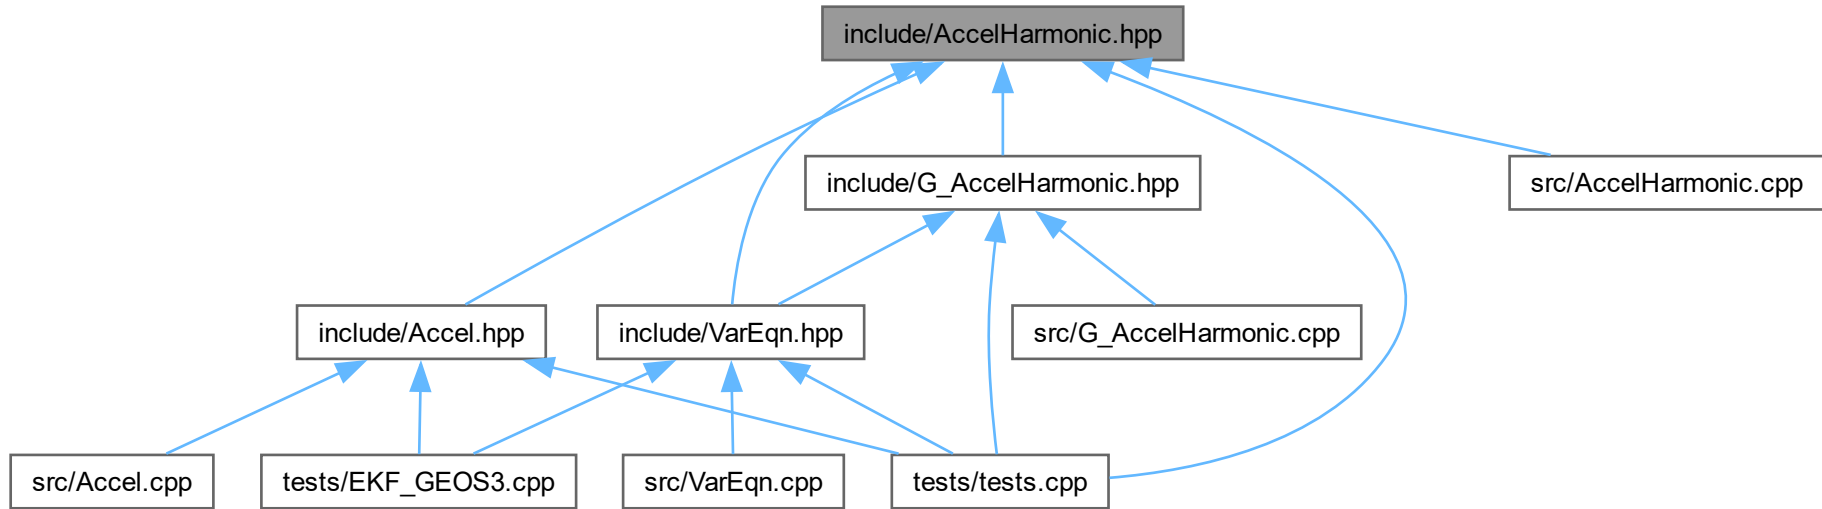 include/AccelHarmonic.hpp
include/G_AccelHarmonic.hpp
src/AccelHarmonic.cpp
include/Accel.hpp
include/VarEqn.hpp
src/G_AccelHarmonic.cpp
src/Accel.cpp
tests/EKF_GEOS3.cpp
src/VarEqn.cpp
tests/tests.cpp